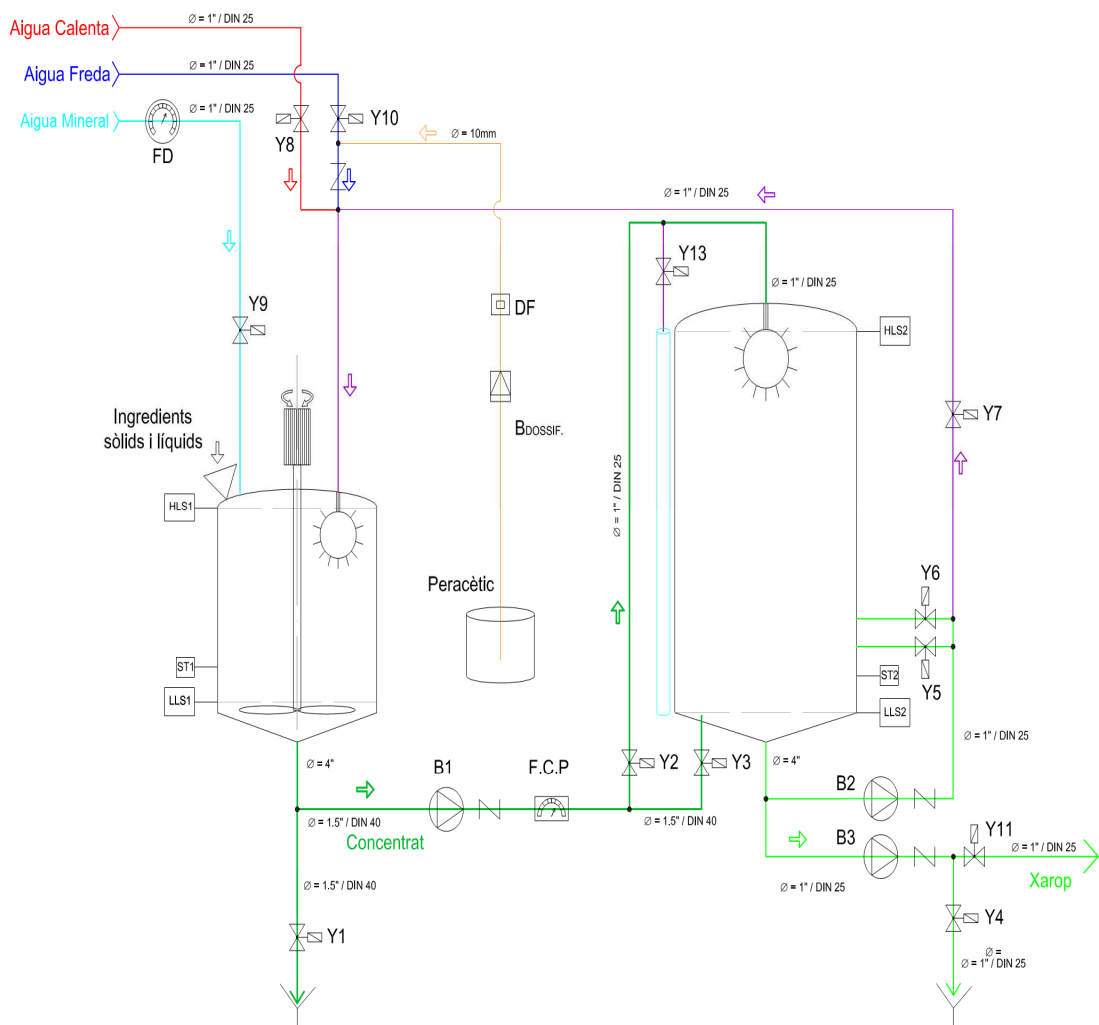 ∅ = 1" / DIN 25
Aigua Calenta
∅ = 1" / DIN 25
Aigua Freda
∅ = 1" / DIN 25
Aigua Mineral
FD
Y8
Y10
∅ = 10mm
∅ = 1" / DIN 25
Y13
∅ = 1" / DIN 25
Y9
DF
HLS2
BDOSSIF.
Y7
Ingredients
sòlids i líquids
∅ = 1" / DIN 25
HLS1
Peracètic
Y6
ST1
LLS1
Y5
ST2
LLS2
∅ = 1" / DIN 25
∅ = 4"
B1
F.C.P
Y2
Y3
∅ = 4"
B2
∅ = 1.5" / DIN 40
Concentrat
∅ = 1.5" / DIN 40
B3
Y11
∅ = 1" / DIN 25
Xarop
∅ = 1.5" / DIN 40
∅ = 1" / DIN 25
Y1
Y4
∅ =
∅ = 1" / DIN 25